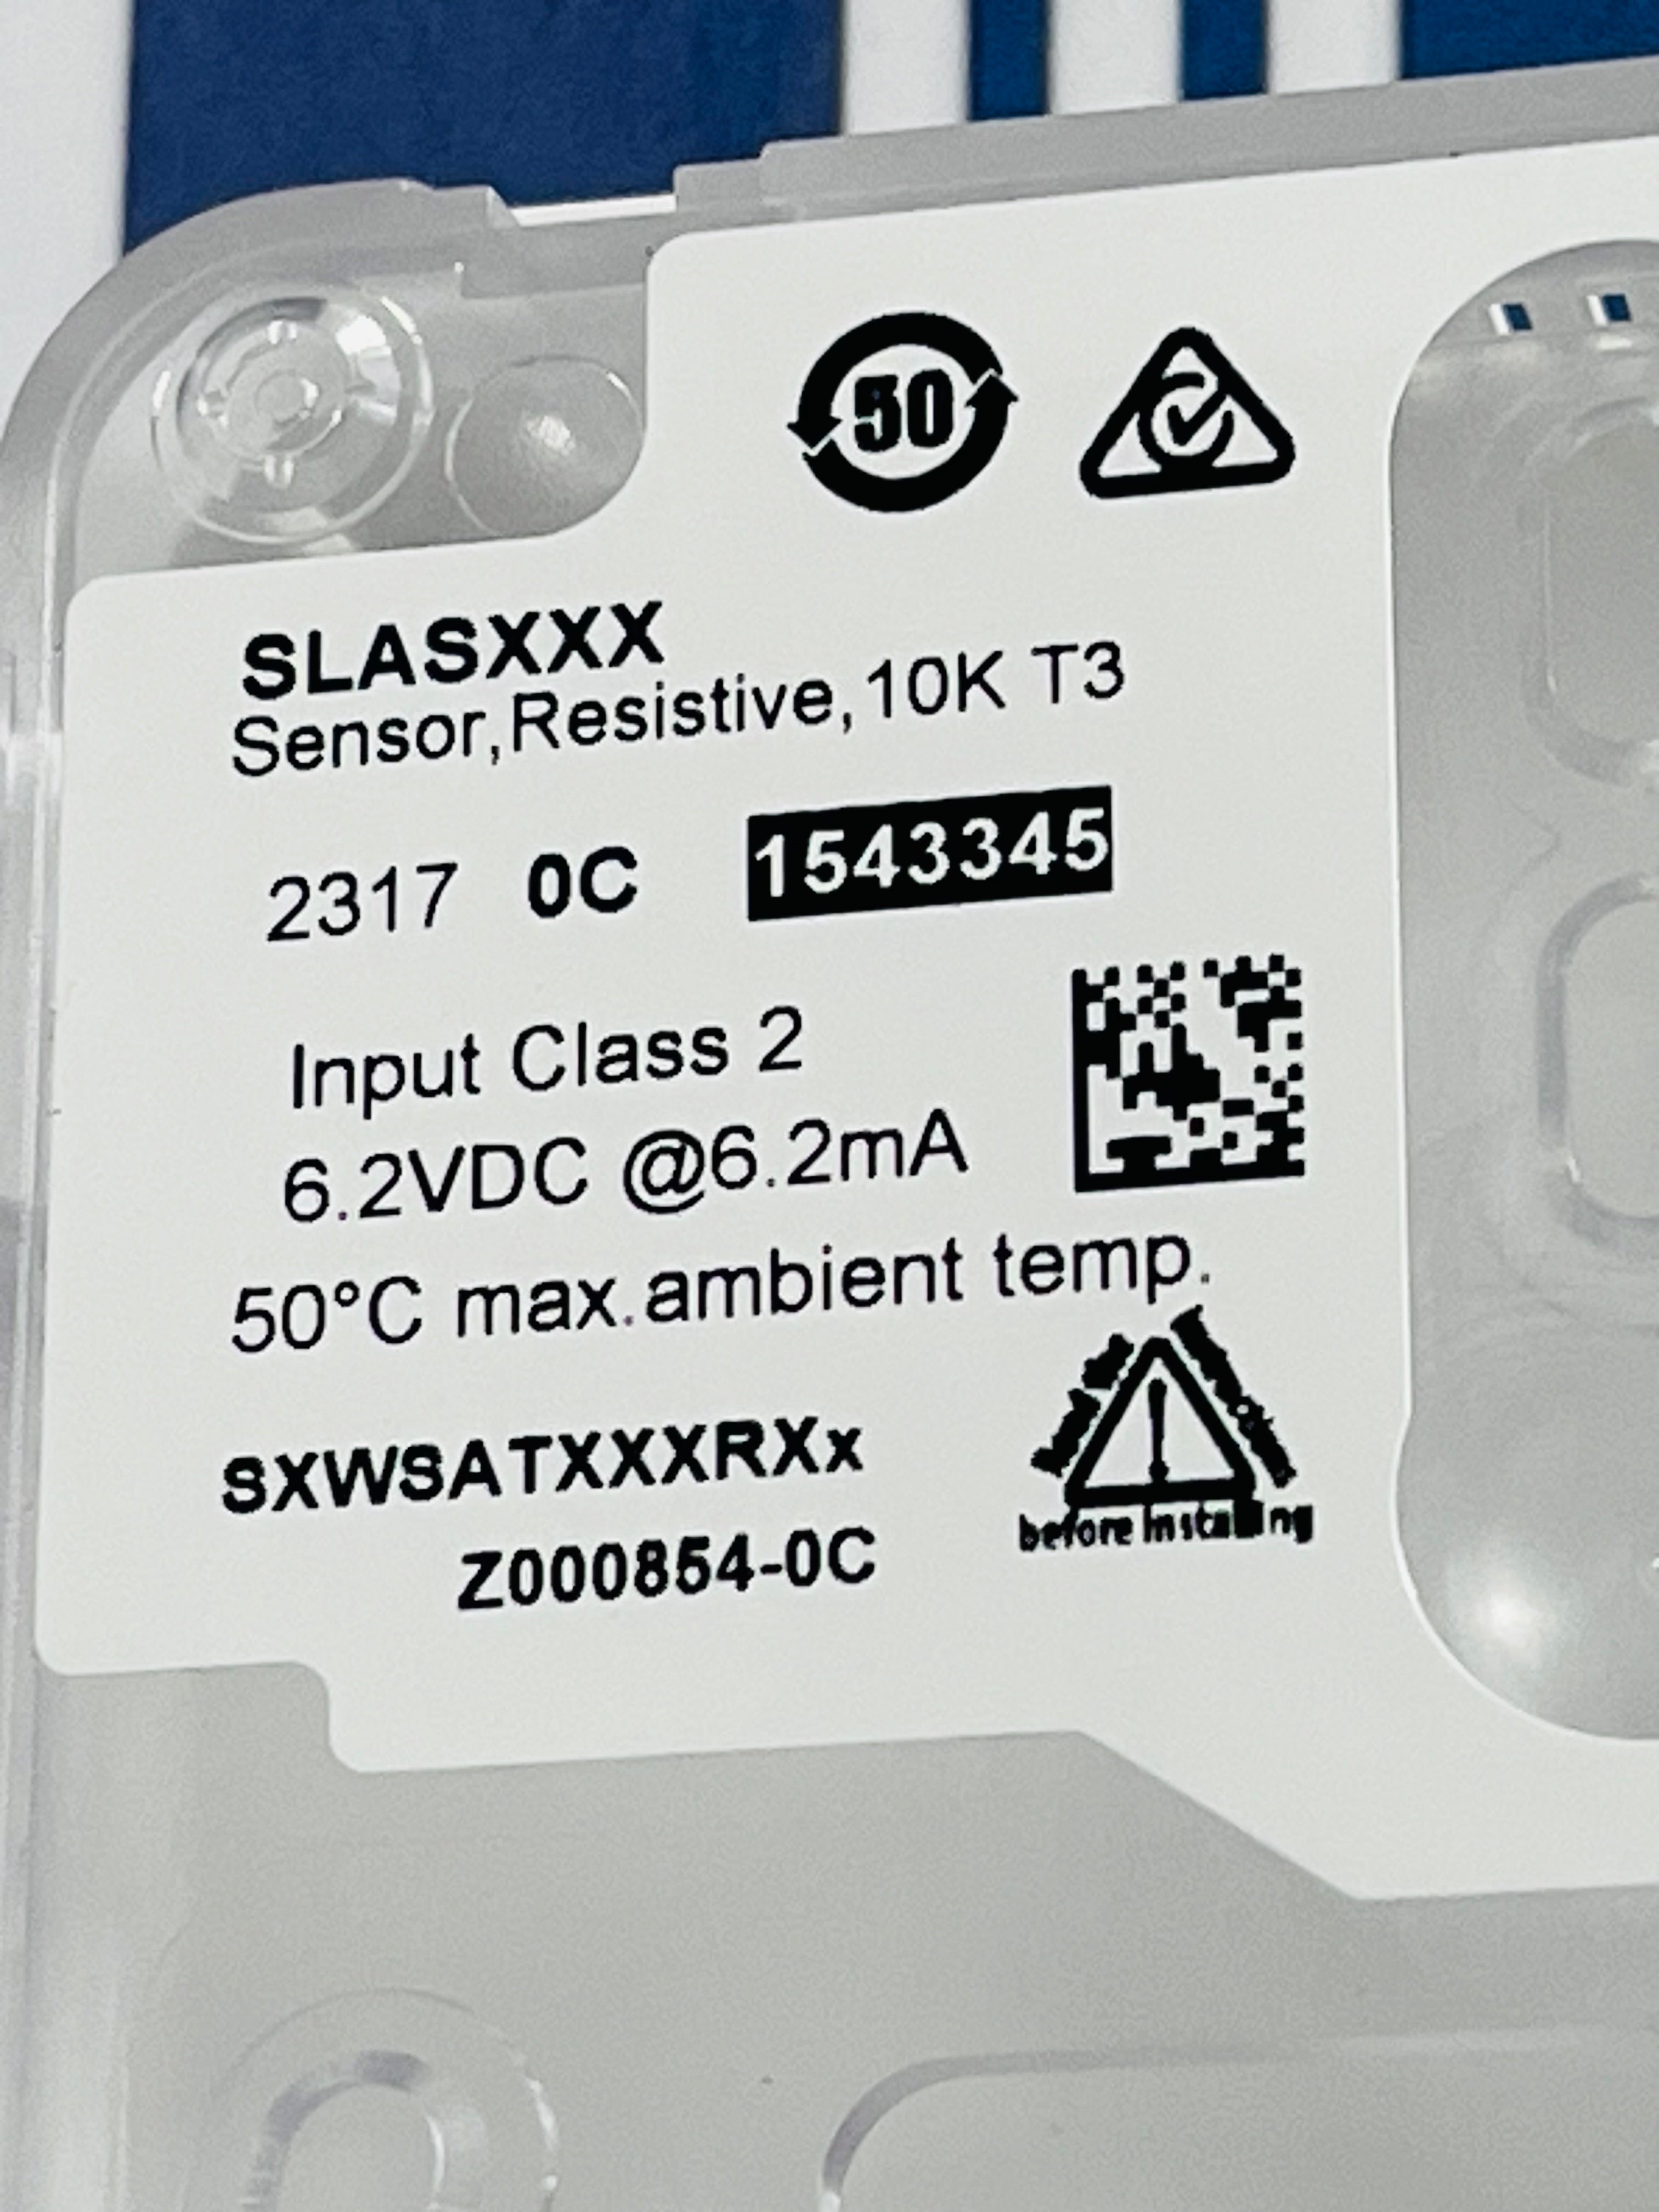 50
SLASXXX
Sensor,Resistive,10K T3
2317 0C 1543345
Input Class 2
6.2VDC @6.2mA
50°C max.ambient temp.
SXWSATXXXRXx
Z000854-0C
before Installing